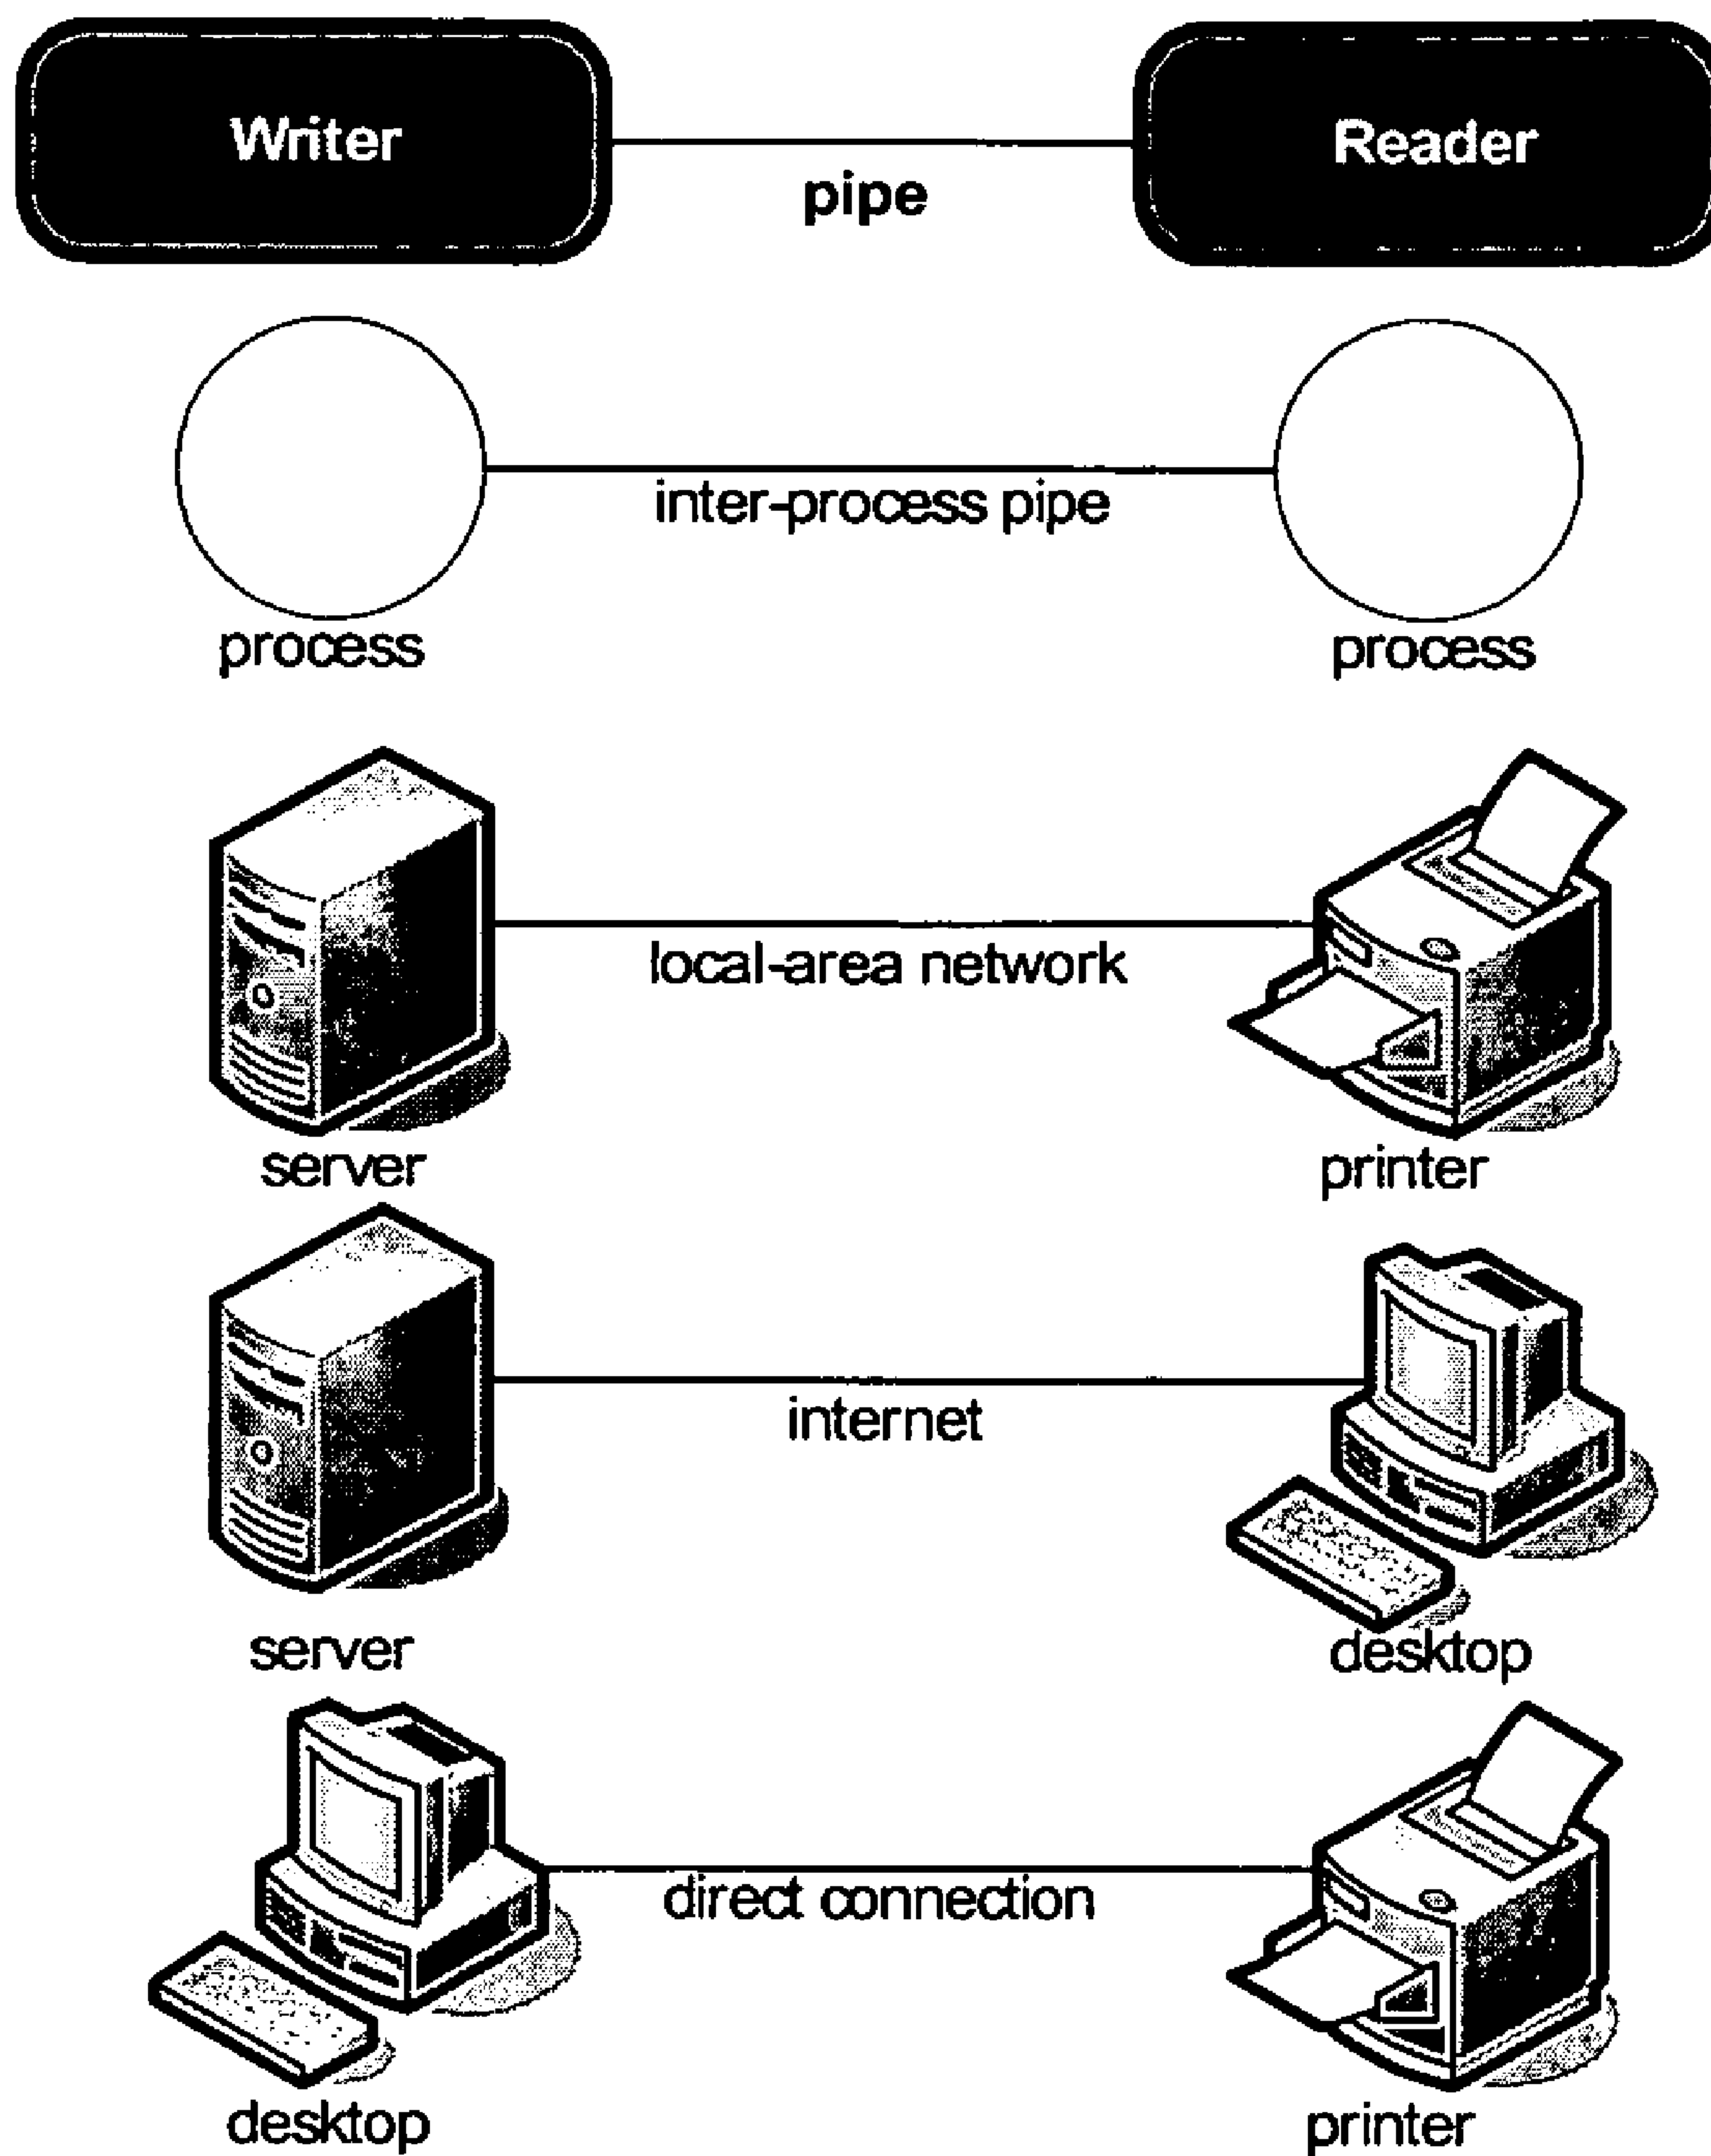 Writer
pipe
Reader
inter-process pipe
process
process
local-area network
server
printer
internet
server
desktop
direct connection
desktop
printer